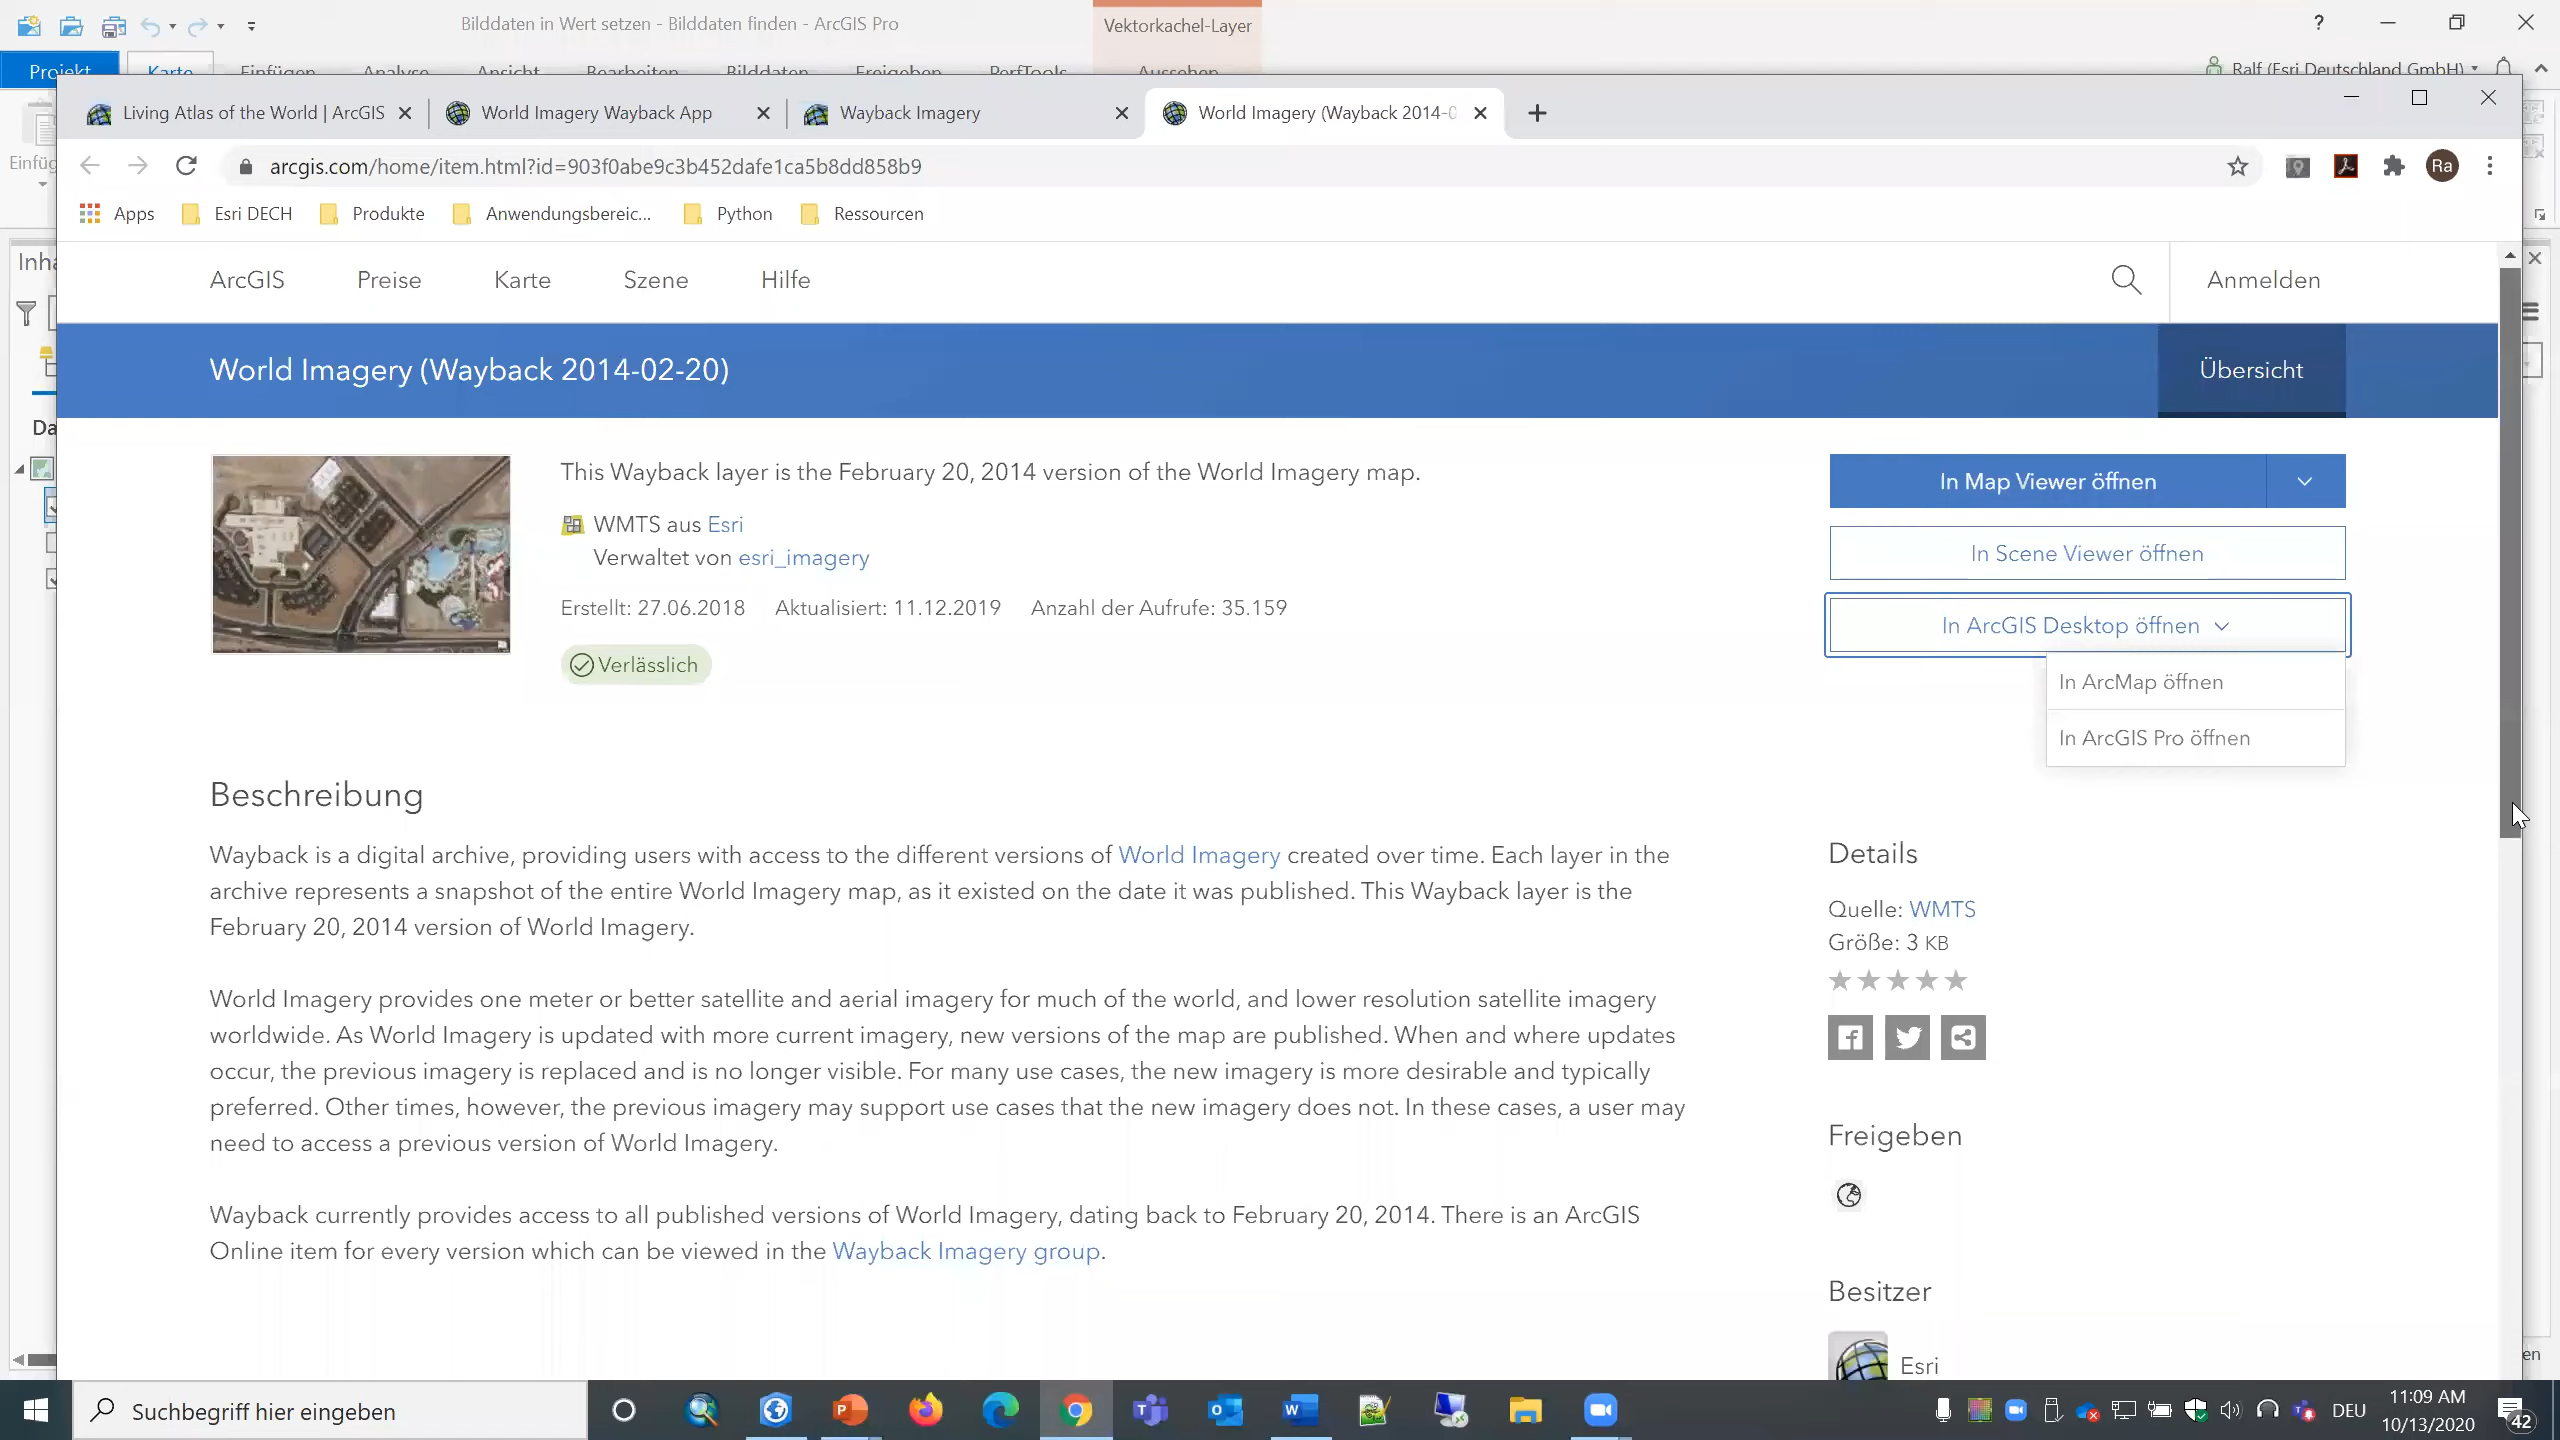 Bilddaten in Wert setzen - Bilddaten finden - ArcGIS Pro
Vektorkachel-Layer
?
Projekt Karte Einfügen Analyse Ansicht Bearbeiten Bilddaten Freigeben PerfTools Aussehen
Ralf (Esri Deutschland GmbH)
Living Atlas of the World | ArcGIS
World Imagery Wayback App
Wayback Imagery
World Imagery (Wayback 2014-0
arcgis.com/home/item.html?id=903f0abe9c3b452dafe1ca5b8dd858b9
Ra
Einfüg
Apps Esri DECH Produkte Anwendungsbereic... Python Ressourcen
Inha
ArcGIS Preise Karte Szene Hilfe
Anmelden
World Imagery (Wayback 2014-02-20)
Übersicht
Da
This Wayback layer is the February 20, 2014 version of the World Imagery map.
WMTS aus Esri
Verwaltet von esri_imagery
Erstellt: 27.06.2018 Aktualisiert: 11.12.2019 Anzahl der Aufrufe: 35.159
Verlässlich
In Map Viewer öffnen
In Scene Viewer öffnen
In ArcGIS Desktop öffnen
In ArcMap öffnen
In ArcGIS Pro öffnen
Beschreibung
Wayback is a digital archive, providing users with access to the different versions of World Imagery created over time. Each layer in the
archive represents a snapshot of the entire World Imagery map, as it existed on the date it was published. This Wayback layer is the
February 20, 2014 version of World Imagery.
World Imagery provides one meter or better satellite and aerial imagery for much of the world, and lower resolution satellite imagery
worldwide. As World Imagery is updated with more current imagery, new versions of the map are published. When and where updates
occur, the previous imagery is replaced and is no longer visible. For many use cases, the new imagery is more desirable and typically
preferred. Other times, however, the previous imagery may support use cases that the new imagery does not. In these cases, a user may
need to access a previous version of World Imagery.
Wayback currently provides access to all published versions of World Imagery, dating back to February 20, 2014. There is an ArcGIS
Online item for every version which can be viewed in the Wayback Imagery group.
Details
Quelle: WMTS
Größe: 3 KB
Freigeben
Besitzer
Esri
en
Suchbegriff hier eingeben
DEU
11:09 AM
10/13/2020
42